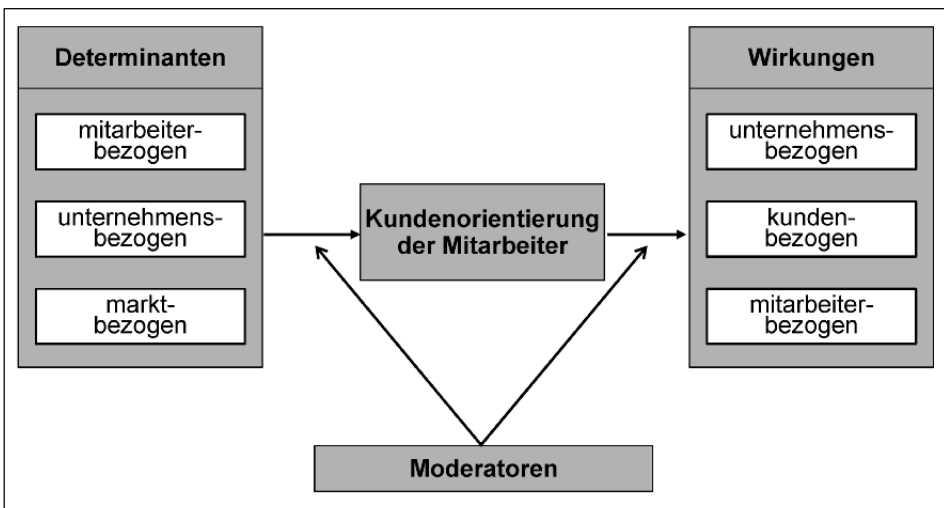 Determinanten
mitarbeiter-
bezogen
unternehmens-
bezogen
markt-
bezogen
Kundenorientierung
der Mitarbeiter
Wirkungen
unternehmens-
bezogen
kunden-
bezogen
mitarbeiter-
bezogen
Moderatoren